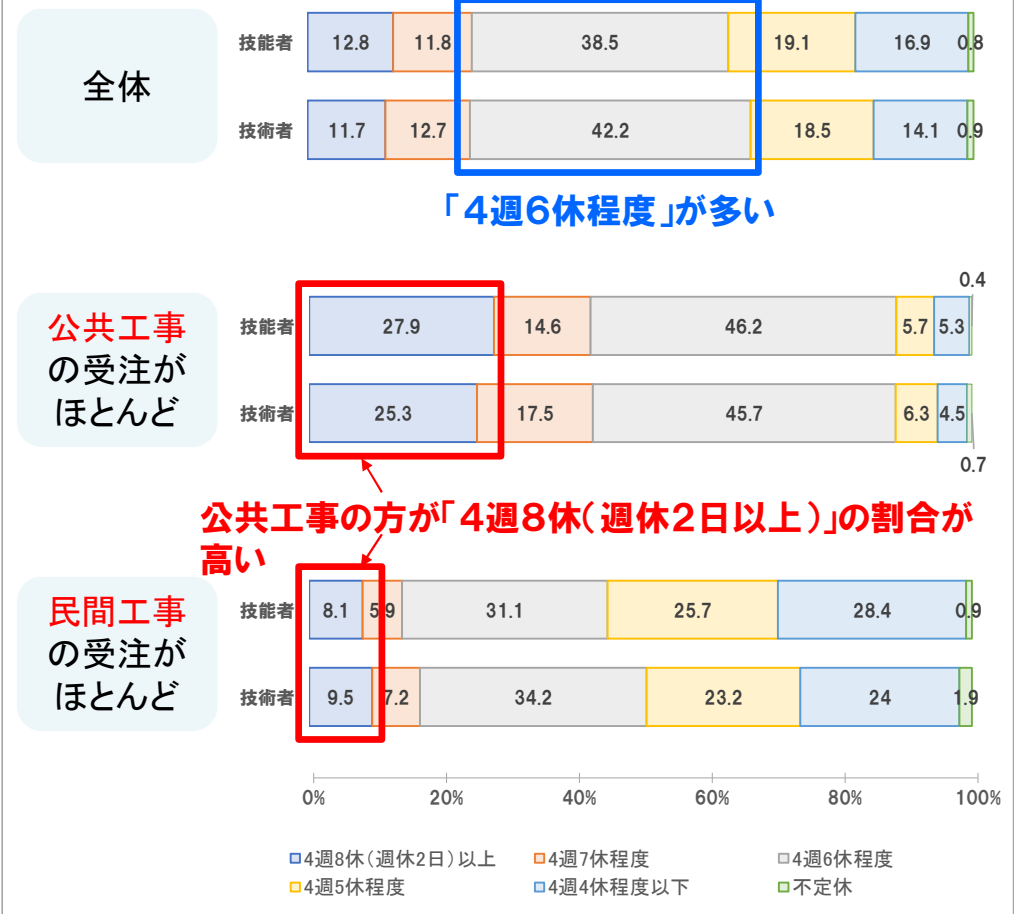 全体
技能者 12.8 11.8 38.5 19.1 16.9 0.8
技術者 11.7 12.7 42.2 18.5 14.1 0.9
「4週6休程度」が多い
公共工事
の受注が
ほとんど
0.4
技能者 27.9 14.6 46.2 5.7 5.3
技術者 25.3 17.5 45.7 6.3 4.5
0.7
公共工事の方が「4週8休(週休2日以上)」の割合が
高い
民間工事
の受注が
ほとんど
技能者 8.1 5.9 31.1 25.7 28.4 0.9
技術者 9.5 7.2 34.2 23.2 24 1.9
0% 20% 40% 60% 80% 100%
4週8休(週休2日)以上 4週7休程度 4週6休程度
4週5休程度 4週4休程度以下 不定休